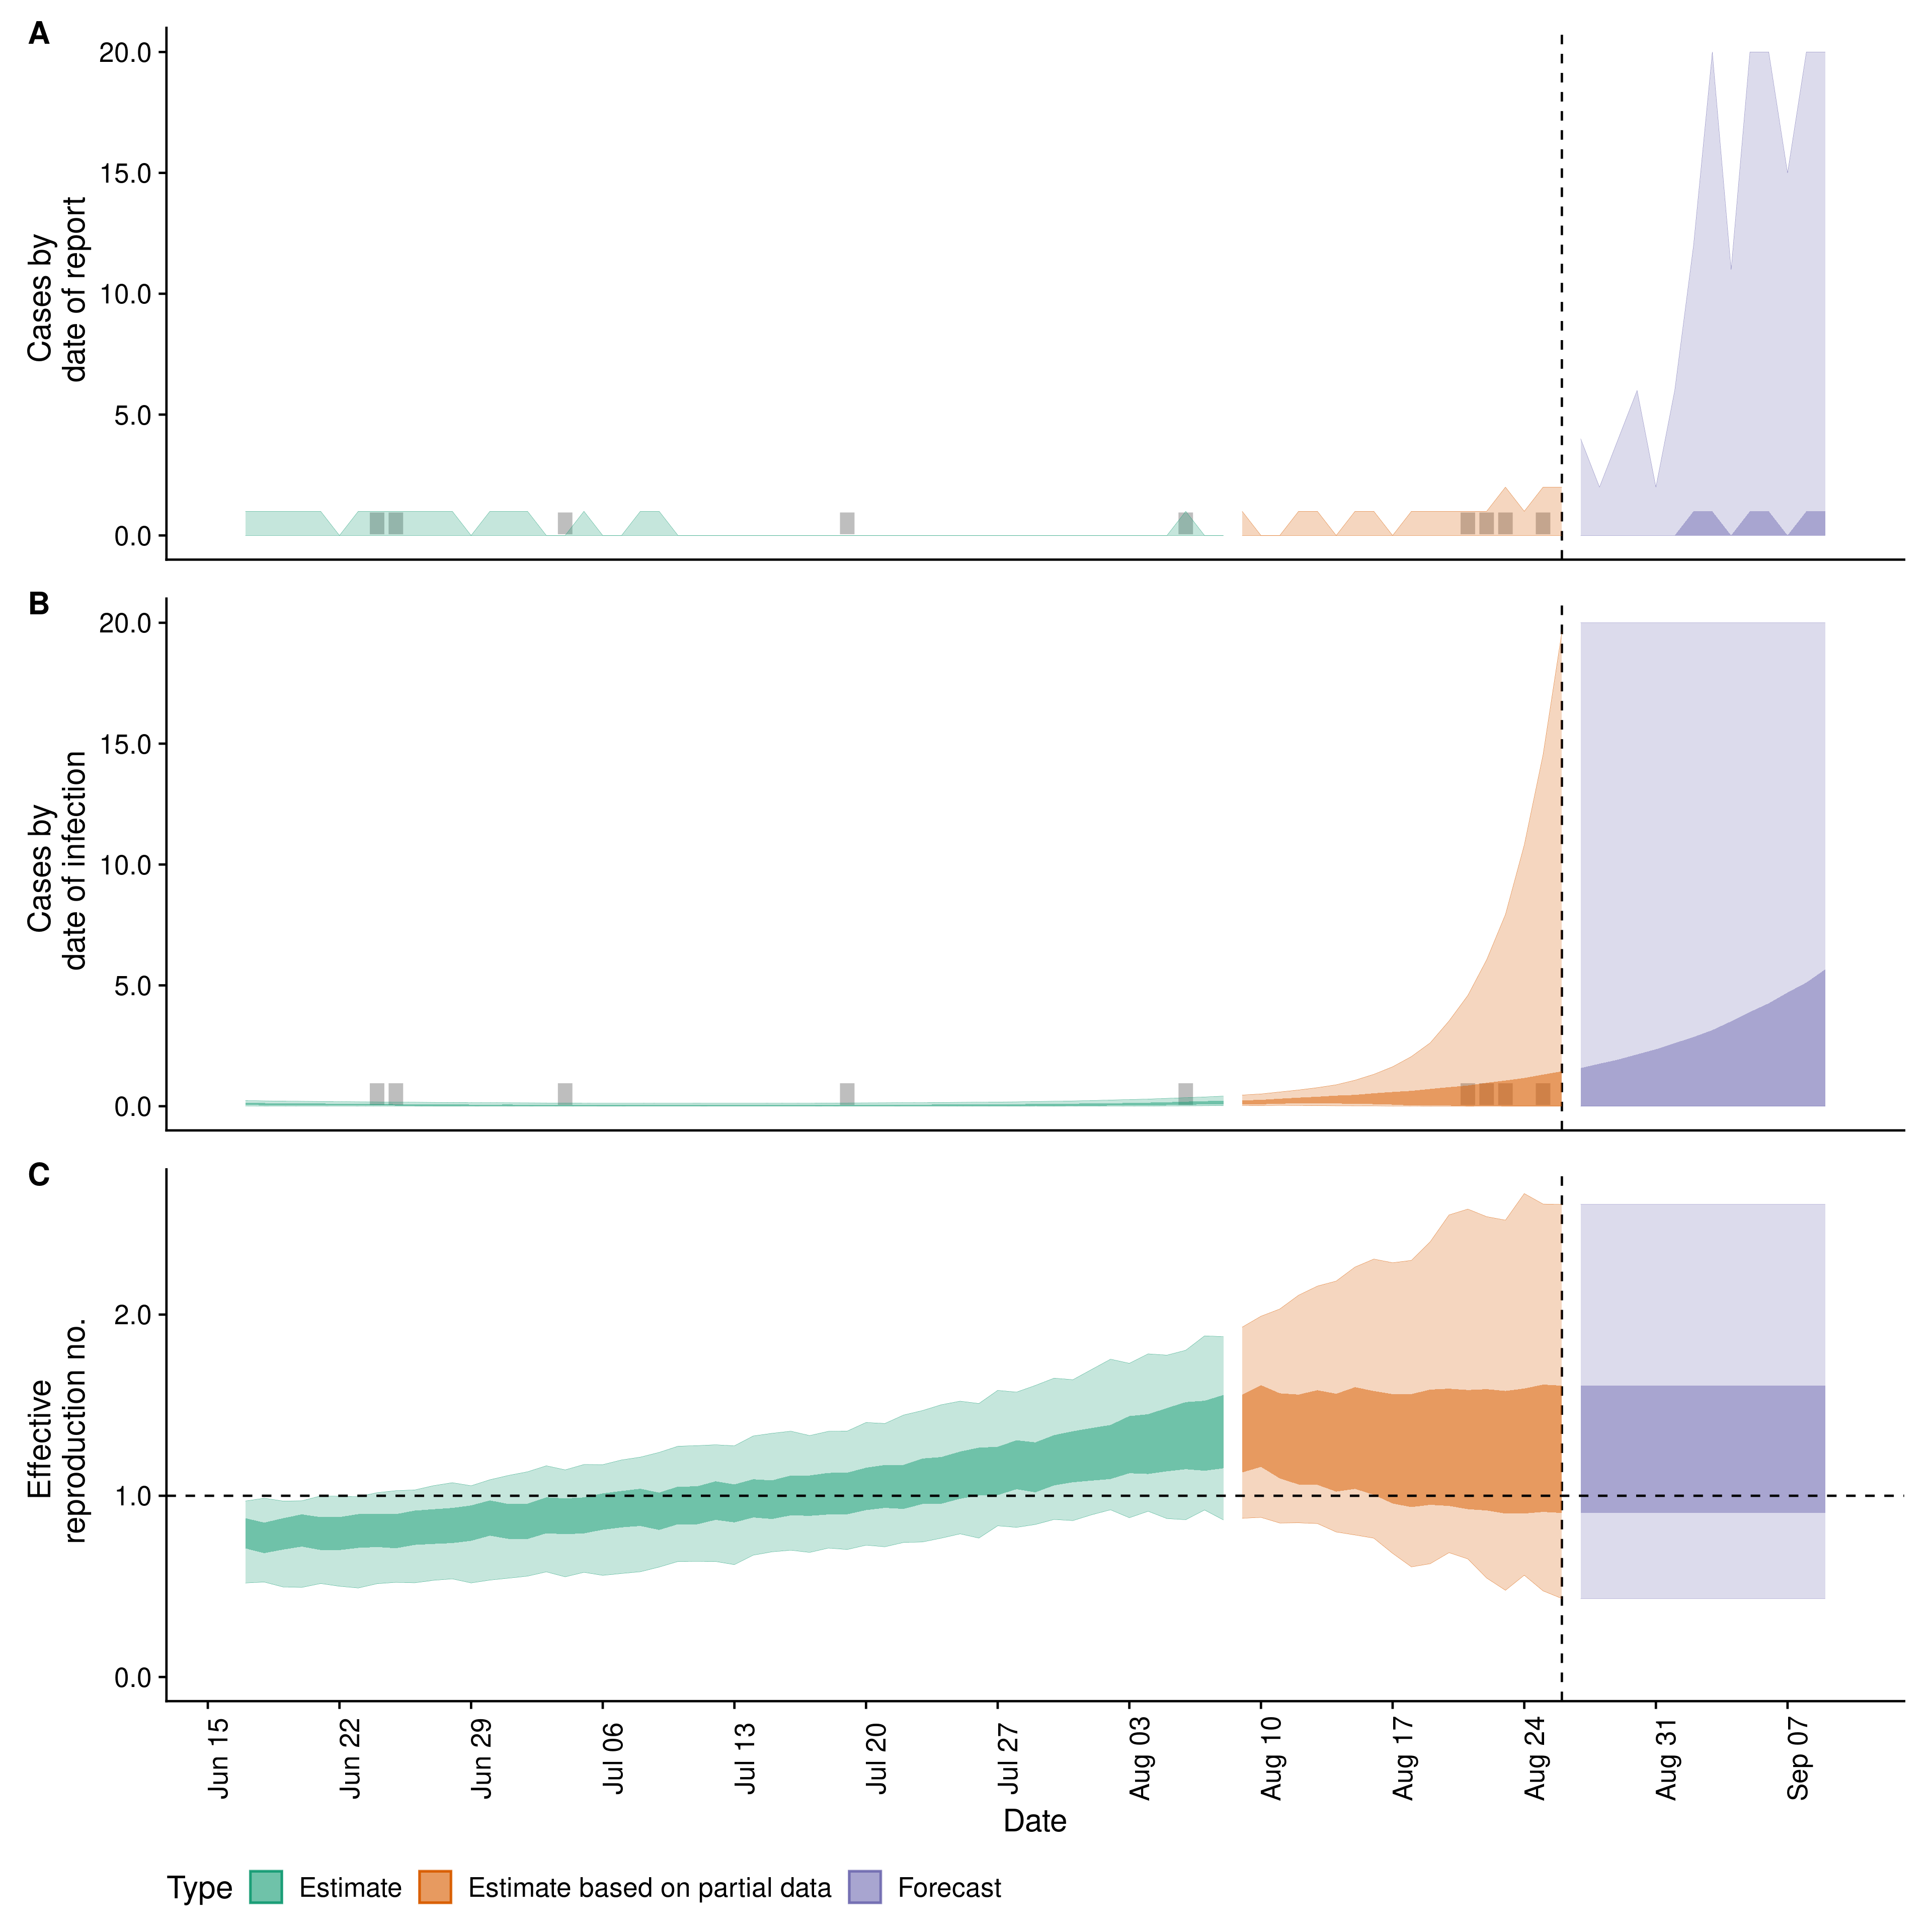 A
20.0
15.0
10.0
5.0
0.0
Cases by
date of report
B
20.0
15.0
10.0
5.0
0.0
Cases by
date of infection
C
2.0
1.0
0.0
Effective
reproduction no.
Jun 15
Jun 22
Jun 29
Jul 06
Jul 13
Jul 20
Jul 27
Aug 03
Aug 10
Aug 17
Aug 24
Aug 31
Sep 07
Date
Type Estimate Estimate based on partial data Forecast